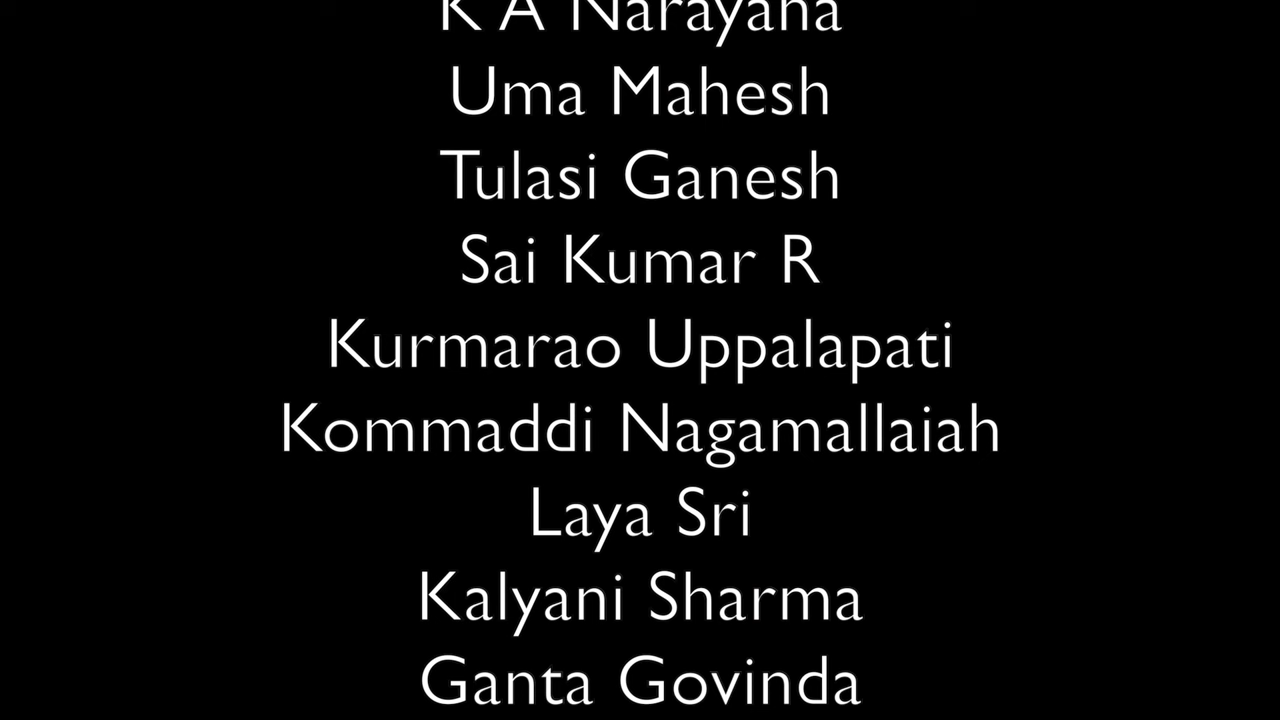 K A Narayana
Uma Mahesh
Tulasi Ganesh
Sai Kumar R
Kurmarao Uppalapati
Kommaddi Nagamallaiah
Laya Sri
Kalyani Sharma
Ganta Govinda